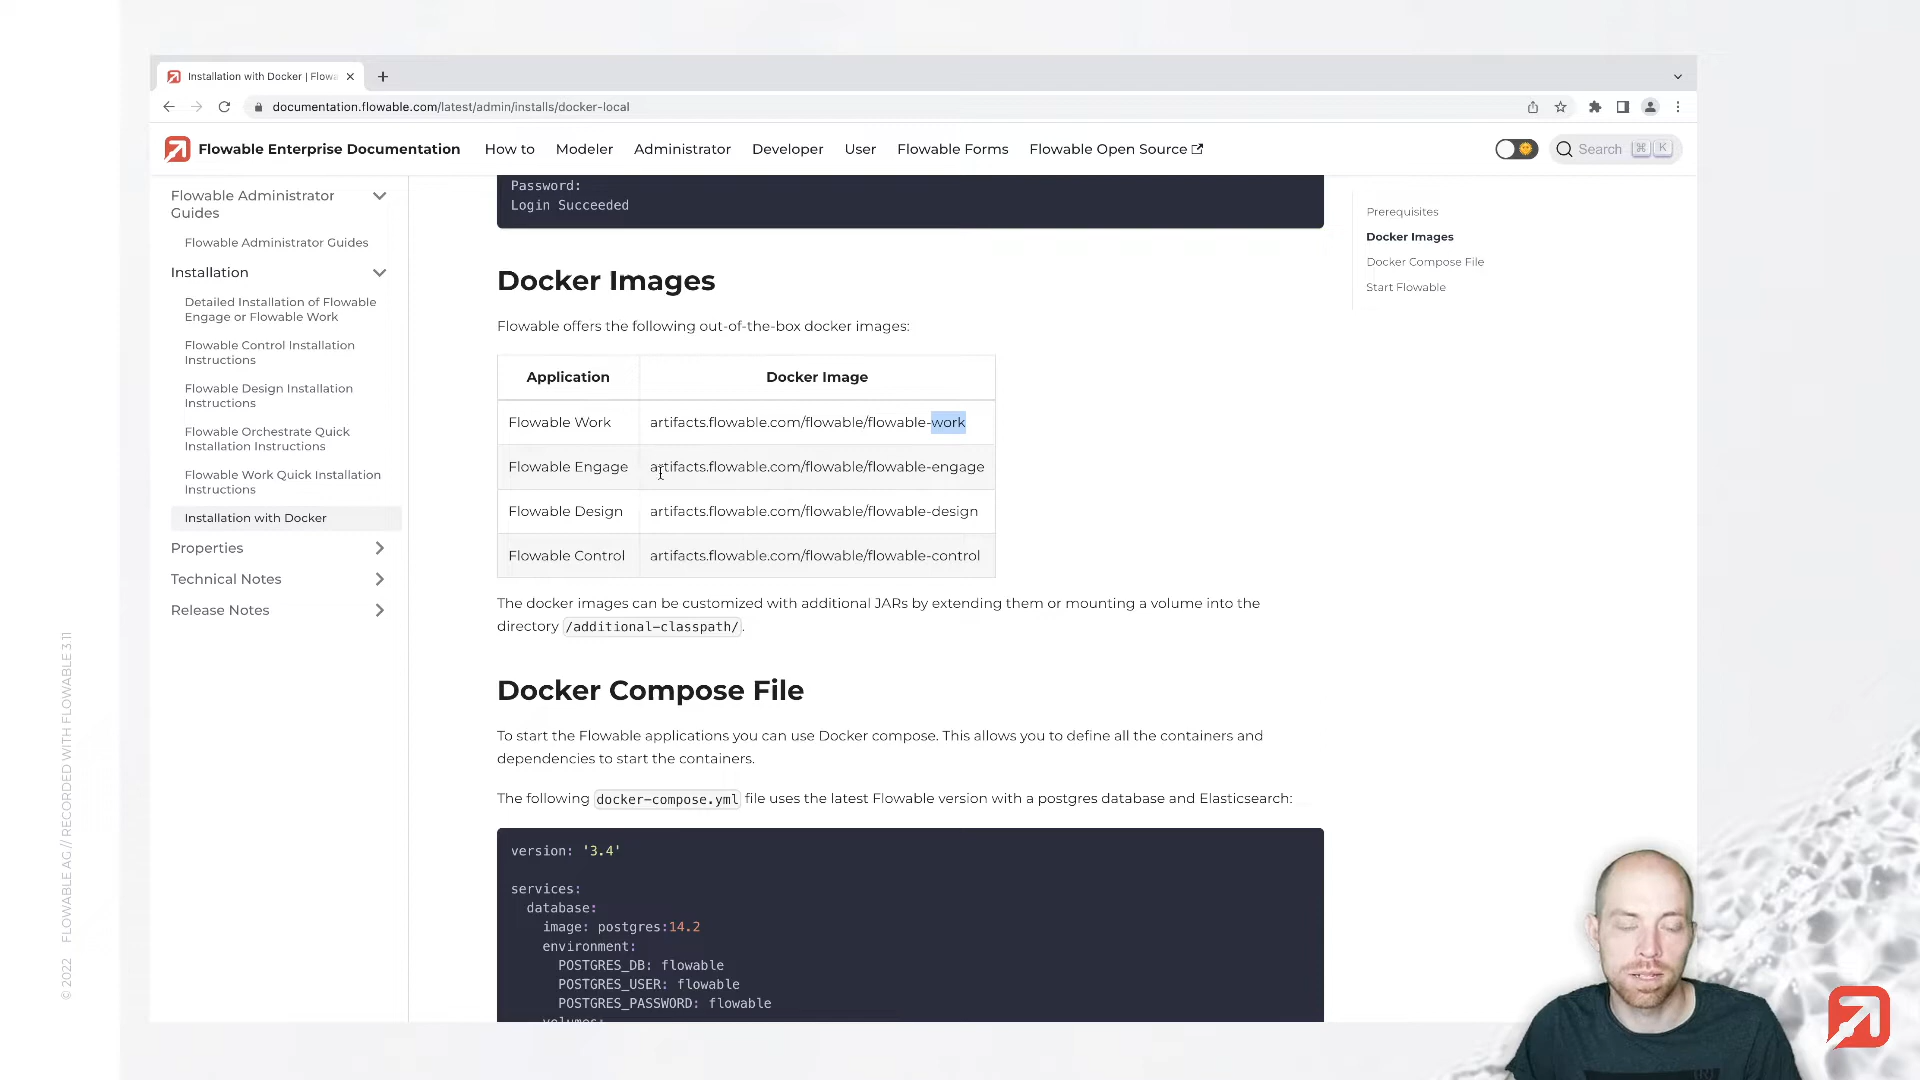 Installation with Docker | Flowa
documentation.flowable.com/latest/admin/installs/docker-local
Flowable Enterprise Documentation
How to
Modeler
Administrator
Developer
User
Flowable Forms
Flowable Open Source
Search
⌘ K
Flowable Administrator
Guides
Flowable Administrator Guides
Installation
Detailed Installation of Flowable
Engage or Flowable Work
Flowable Control Installation
Instructions
Flowable Design Installation
Instructions
Flowable Orchestrate Quick
Installation Instructions
Flowable Work Quick Installation
Instructions
Installation with Docker
Properties
Technical Notes
Release Notes
Password:
Login Succeeded
Docker Images
Flowable offers the following out-of-the-box docker images:
Application Docker Image
Flowable Work artifacts.flowable.com/flowable/flowable-work
Flowable Engage artifacts.flowable.com/flowable/flowable-engage
Flowable Design artifacts.flowable.com/flowable/flowable-design
Flowable Control artifacts.flowable.com/flowable/flowable-control
The docker images can be customized with additional JARs by extending them or mounting a volume into the
directory /additional-classpath/.
Docker Compose File
To start the Flowable applications you can use Docker compose. This allows you to define all the containers and
dependencies to start the containers.
The following docker-compose.yml file uses the latest Flowable version with a postgres database and Elasticsearch:
version: '3.4'
services:
database:
image: postgres:14.2
environment:
POSTGRES_DB: flowable
POSTGRES_USER: flowable
POSTGRES_PASSWORD: flowable
volumes:
Prerequisites
Docker Images
Docker Compose File
Start Flowable
© 2022 FLOWABLE AG // RECORDED WITH FLOWABLE 3.11